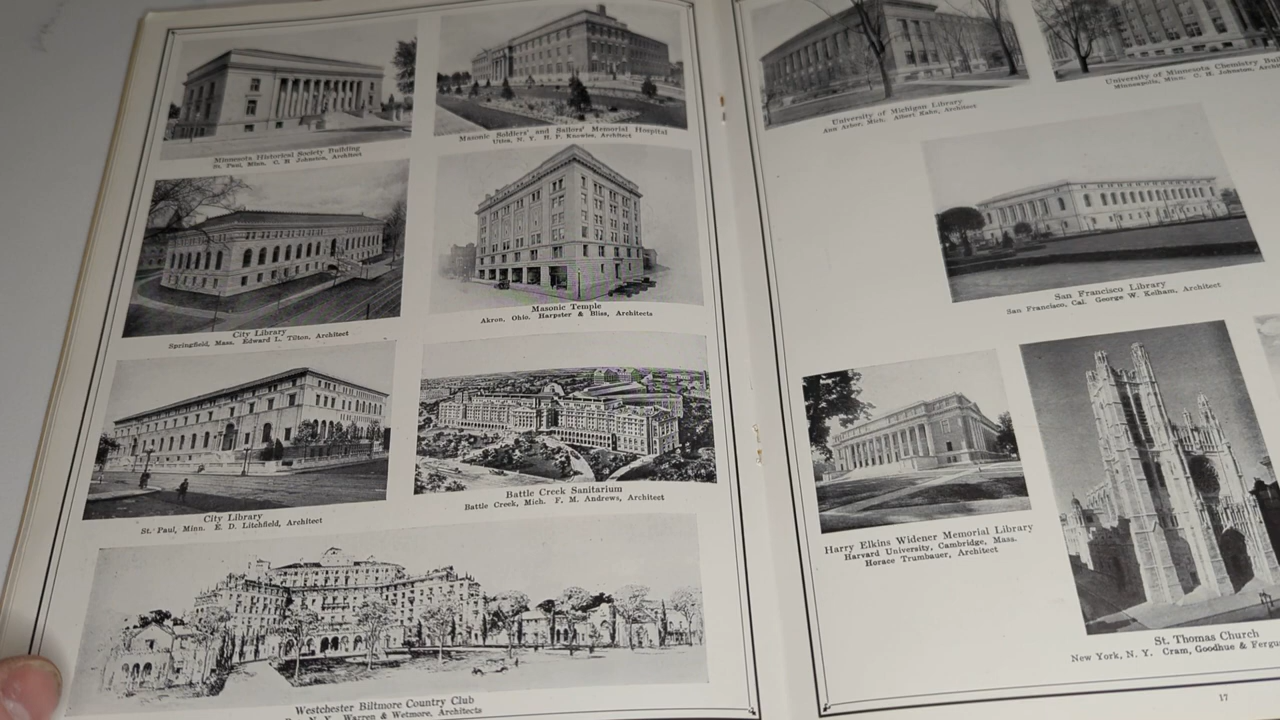 Minnesota Historical Society Building
St. Paul, Minn. C. H. Johnston, Architect
Masonic Soldiers' and Sailors' Memorial Hospital
Utica, N. Y. H. P. Knowles, Architect
City Library
Springfield, Mass. Edward L. Tilton, Architect
Masonic Temple
Akron, Ohio. Harpster & Bliss, Architects
City Library
St. Paul, Minn. E. D. Litchfield, Architect
Battle Creek Sanitarium
Battle Creek, Mich. F. M. Andrews, Architect
Westchester Biltmore Country Club
N. Y. Warren & Wetmore, Architects
University of Michigan Library
Ann Arbor, Mich. Albert Kahn, Architect
University of Minnesota Chemistry Buil
Minneapolis, Minn. C. H. Johnston, Archi
San Francisco Library
San Francisco, Cal. George W. Kelham, Architect
Harry Elkins Widener Memorial Library
Harvard University, Cambridge, Mass.
Horace Trumbauer, Architect
St. Thomas Church
New York, N. Y. Cram, Goodhue & Fergu
17